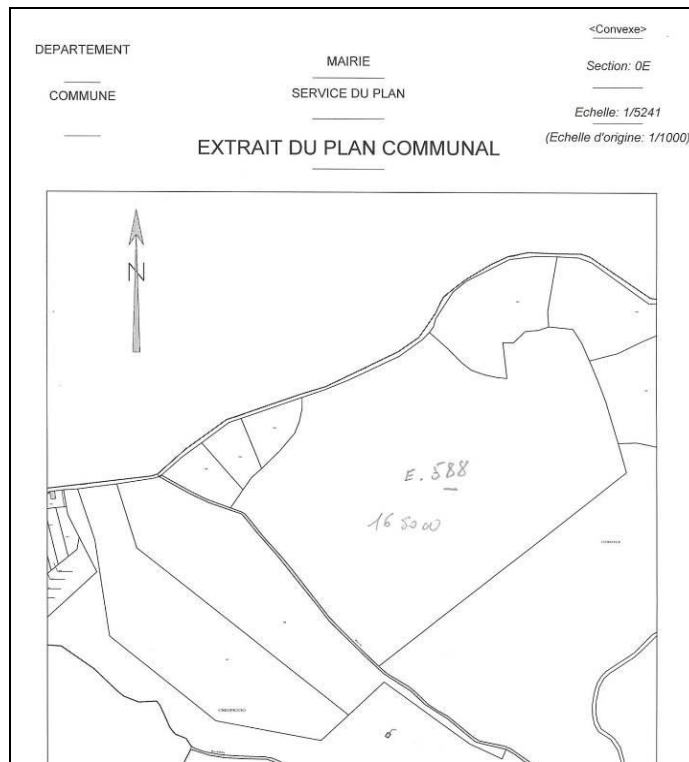 <Convexe>
DEPARTEMENT
MAIRIE
Section: 0E
COMMUNE
SERVICE DU PLAN
Echelle: 1/5241
(Echelle d'origine: 1/1000)
EXTRAIT DU PLAN COMMUNAL
N
E. 588